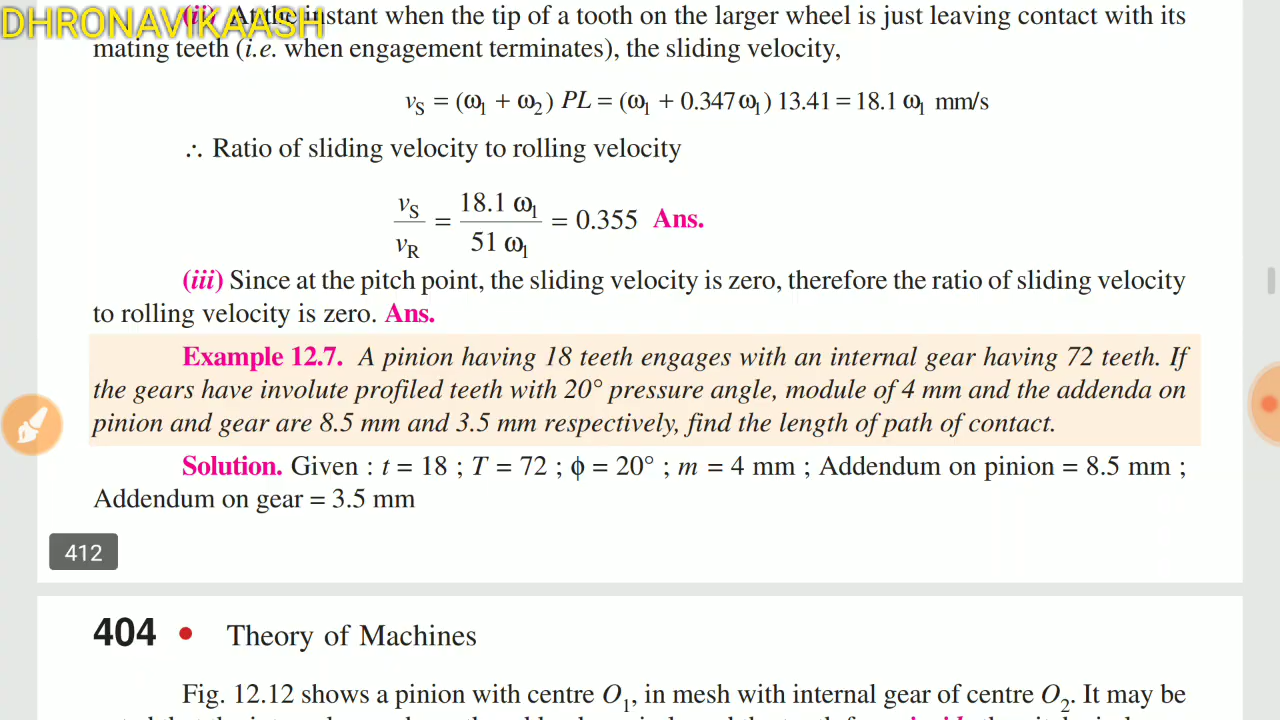 DHRONAVIKAASH
(ii) At the instant when the tip of a tooth on the larger wheel is just leaving contact with its
mating teeth (i.e. when engagement terminates), the sliding velocity,
vS = (ω1 + ω2) PL = (ω1 + 0.347 ω1) 13.41 = 18.1 ω1 mm/s
∴ Ratio of sliding velocity to rolling velocity
vS / vR = 18.1 ω1 / 51 ω1 = 0.355 Ans.
(iii) Since at the pitch point, the sliding velocity is zero, therefore the ratio of sliding velocity
to rolling velocity is zero. Ans.
Example 12.7. A pinion having 18 teeth engages with an internal gear having 72 teeth. If
the gears have involute profiled teeth with 20° pressure angle, module of 4 mm and the addenda on
pinion and gear are 8.5 mm and 3.5 mm respectively, find the length of path of contact.
Solution. Given : t = 18 ; T = 72 ; ϕ = 20° ; m = 4 mm ; Addendum on pinion = 8.5 mm ;
Addendum on gear = 3.5 mm
412
404 • Theory of Machines
Fig. 12.12 shows a pinion with centre O1, in mesh with internal gear of centre O2. It may be